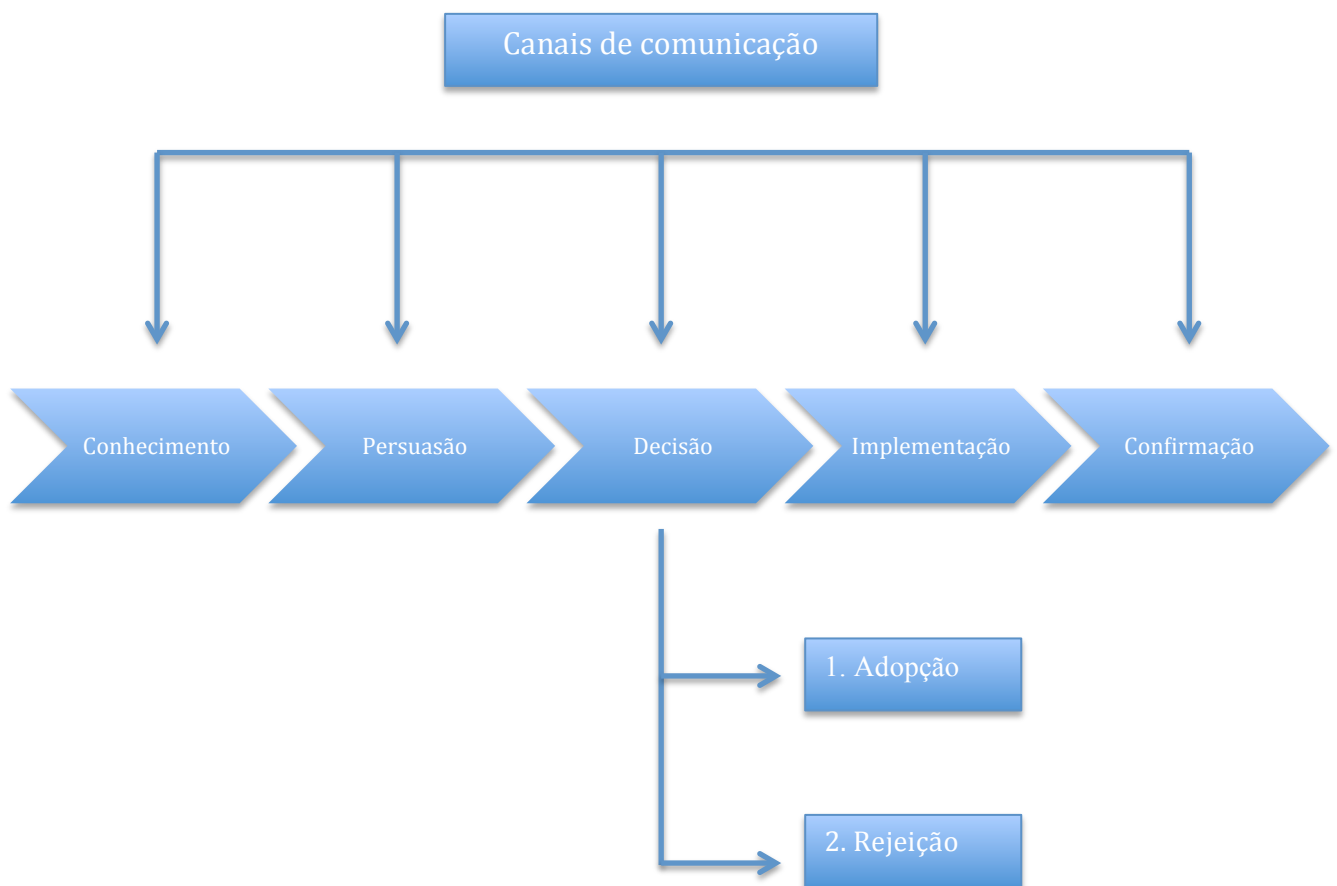 Canais de comunicação
Conhecimento
Persuasão
Decisão
Implementação
Confirmação
1. Adopção
2. Rejeição